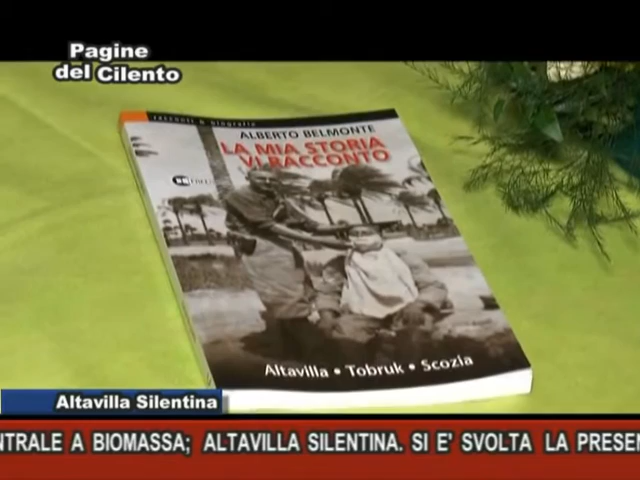 Pagine
del Cilento
racconti & biografie
ALBERTO BELMONTE
LA MIA STORIA
VI RACCONTO
Altavilla • Tobruk • Scozia
Altavilla Silentina
NTRALE A BIOMASSA; ALTAVILLA SILENTINA. SI E' SVOLTA LA PRESEN